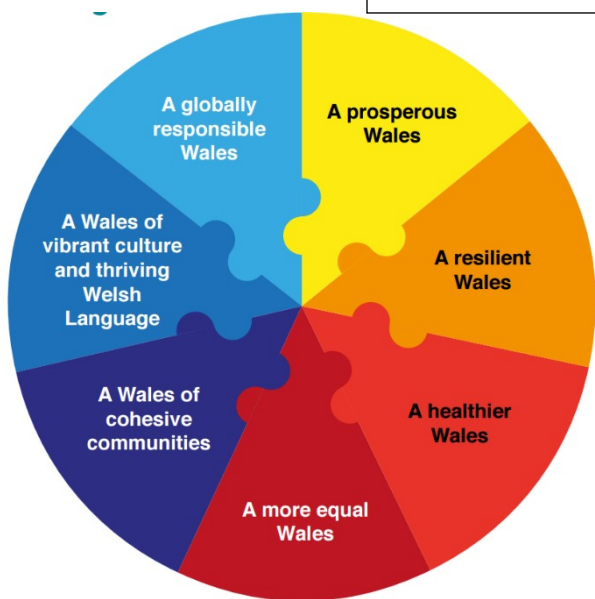 A prosperous
Wales
A resilient
Wales
A healthier
Wales
A more equal
Wales
A Wales of
cohesive
communities
A Wales of
vibrant culture
and thriving
Welsh
Language
A globally
responsible
Wales